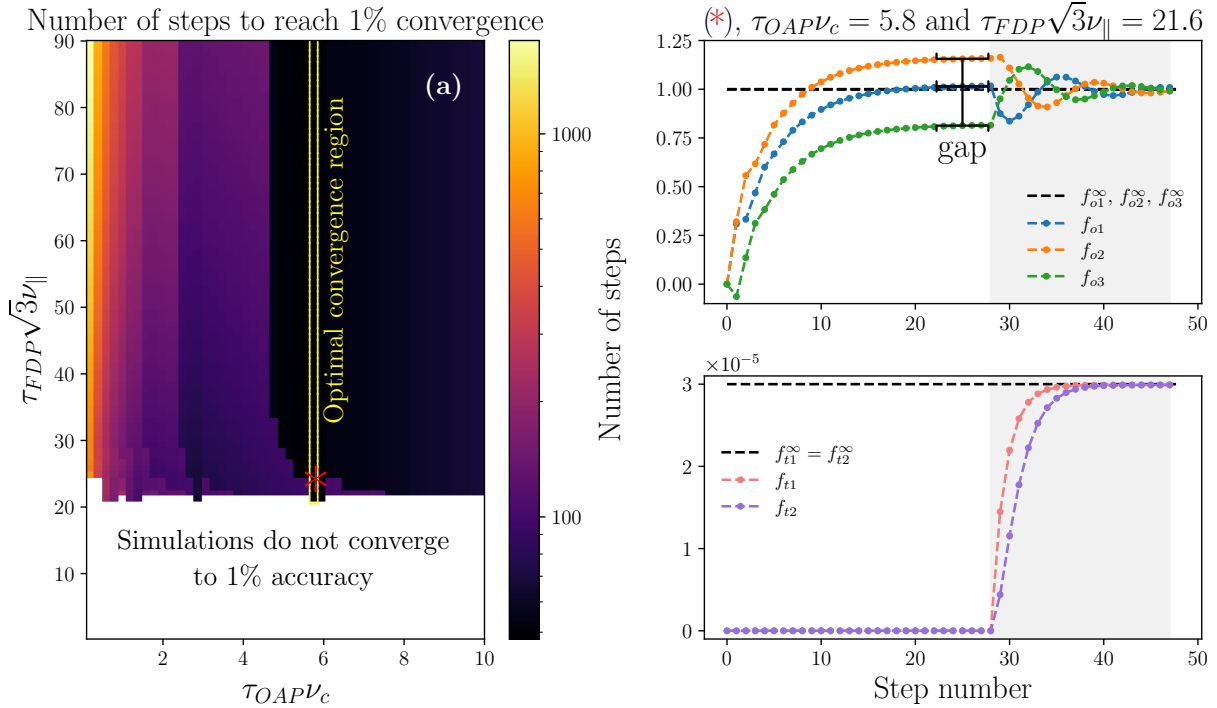 Number of steps to reach 1% convergence
(a)
Optimal convergence region
Simulations do not converge
to 1% accuracy
90
80
70
60
50
40
30
20
10
τ_{FDP}√3ν_∥
2
4
6
8
10
τ_{OAP}ν_c
1000
100
Number of steps
(*), τ_{OAP}ν_c = 5.8 and τ_{FDP}√3ν_∥ = 21.6
1.25
1.00
0.75
0.50
0.25
0.00
gap
f_{o1}^∞, f_{o2}^∞, f_{o3}^∞
f_{o1}
f_{o2}
f_{o3}
0
10
20
30
40
50
×10^{−5}
3
2
1
0
f_{t1}^∞ = f_{t2}^∞
f_{t1}
f_{t2}
0
10
20
30
40
50
Step number